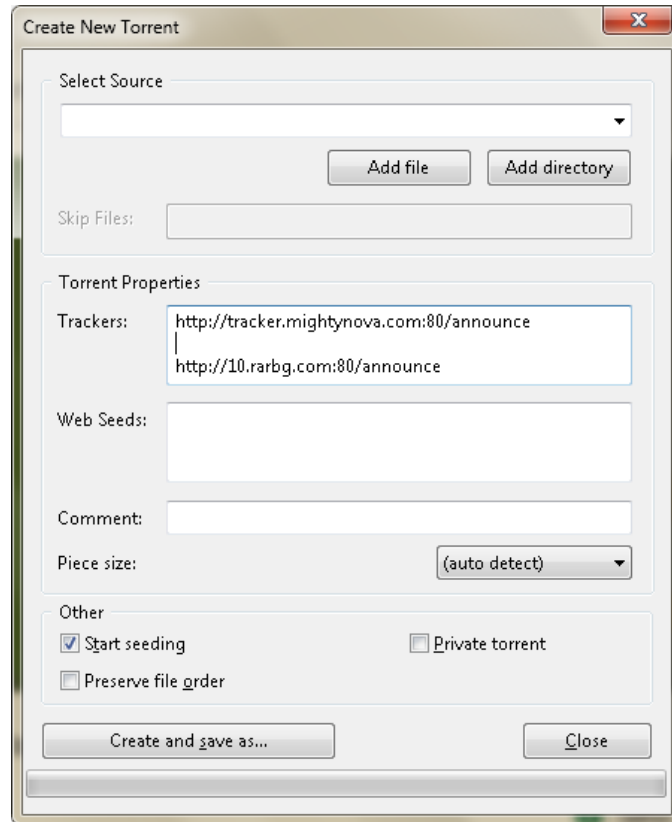 Create New Torrent
Select Source
Add file Add directory
Skip Files:
Torrent Properties
Trackers: http://tracker.mightynova.com:80/announce
http://10.rarbg.com:80/announce
Web Seeds:
Comment:
Piece size: (auto detect)
Other
Start seeding Private torrent
Preserve file order
Create and save as... Close